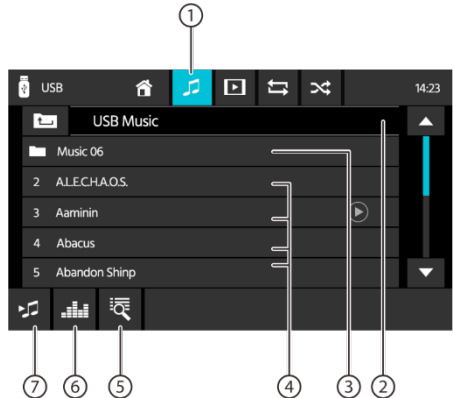 1
USB 14:23
USB Music
Music 06
2 A.L.E.C.H.A.O.S.
3 Aaminin
4 Abacus
5 Abandon Shinp
7 6 5 4 3 2